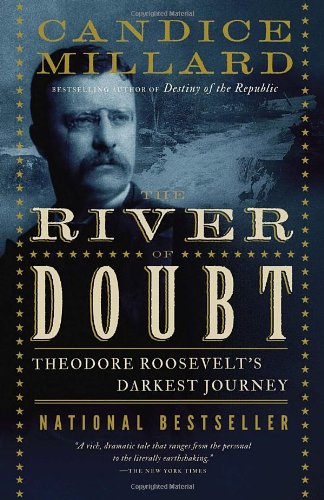 CANDICE
MILLARD
BESTSELLING AUTHOR OF Destiny of the Republic
THE
RIVER
OF
DOUBT
THEODORE ROOSEVELT'S
DARKEST JOURNEY
NATIONAL BESTSELLER
"A rich, dramatic tale that ranges from the personal
to the literally earthshaking."
—THE NEW YORK TIMES